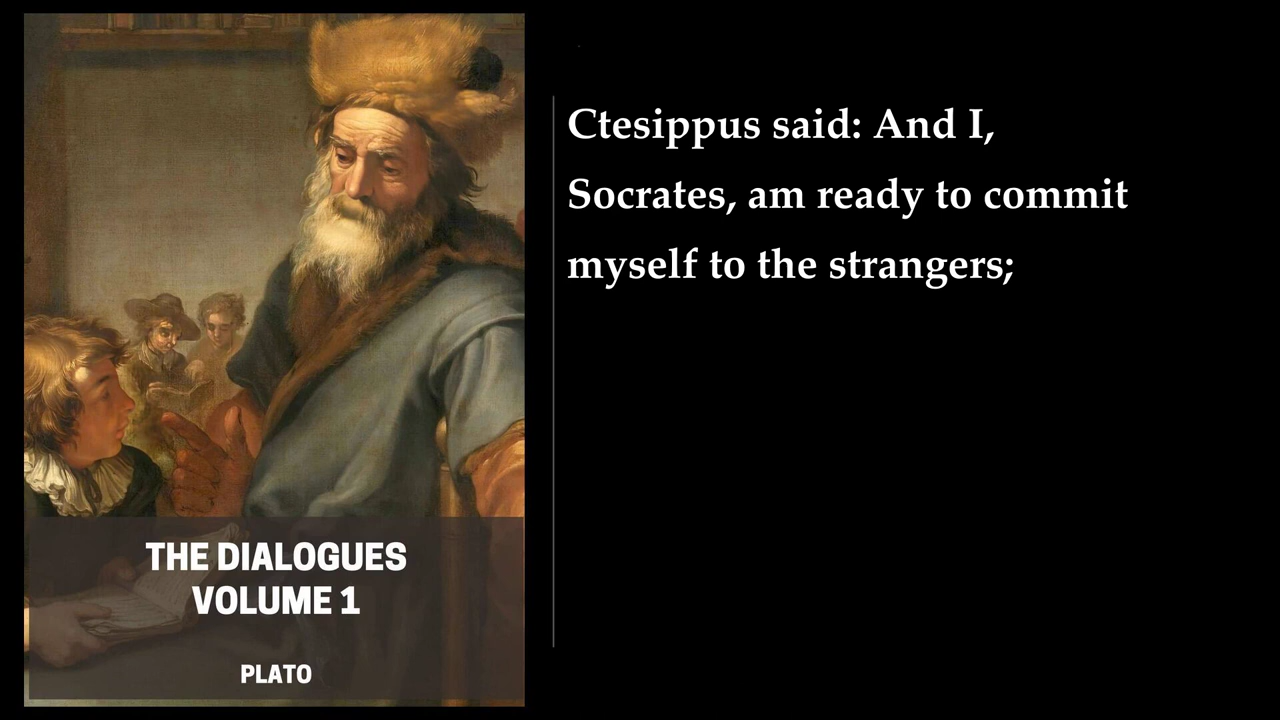 Ctesippus said: And I,
Socrates, am ready to commit
myself to the strangers;
THE DIALOGUES
VOLUME 1
PLATO